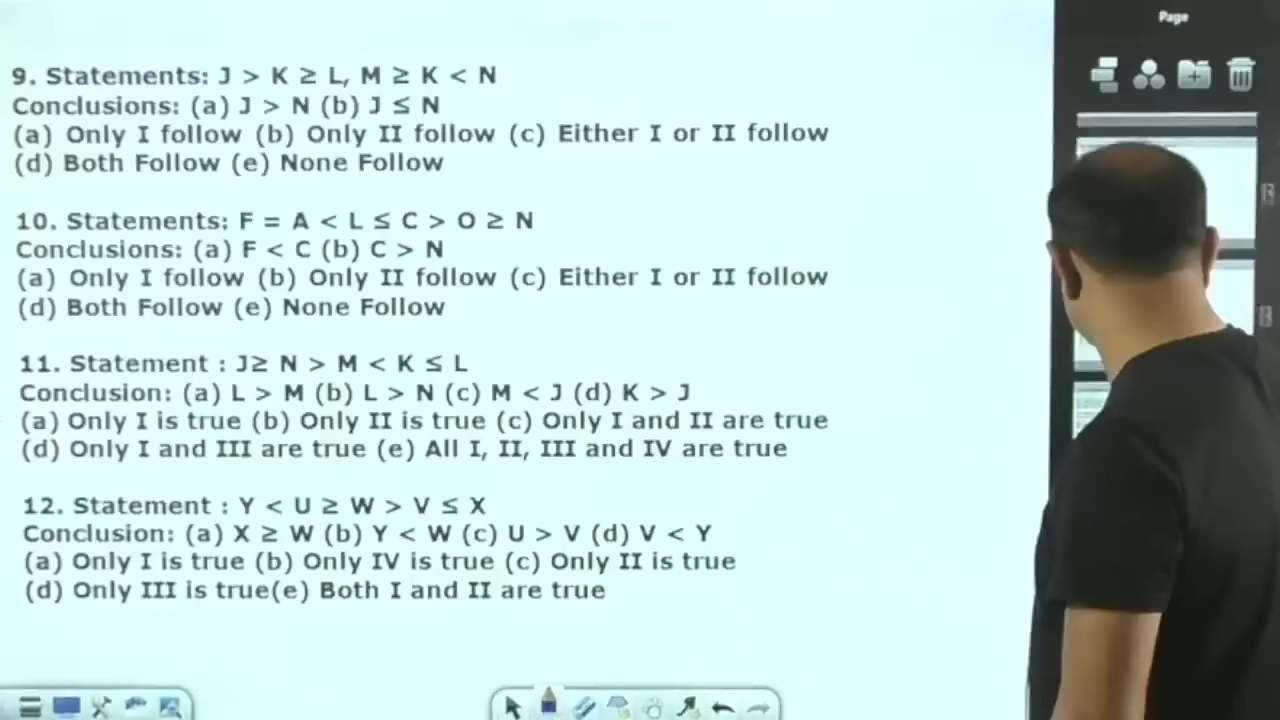 Page
9. Statements: J > K ≥ L, M ≥ K < N
Conclusions: (a) J > N (b) J ≤ N
(a) Only I follow (b) Only II follow (c) Either I or II follow
(d) Both Follow (e) None Follow
10. Statements: F = A < L ≤ C > O ≥ N
Conclusions: (a) F < C (b) C > N
(a) Only I follow (b) Only II follow (c) Either I or II follow
(d) Both Follow (e) None Follow
11. Statement : J≥ N > M < K ≤ L
Conclusion: (a) L > M (b) L > N (c) M < J (d) K > J
(a) Only I is true (b) Only II is true (c) Only I and II are true
(d) Only I and III are true (e) All I, II, III and IV are true
12. Statement : Y < U ≥ W > V ≤ X
Conclusion: (a) X ≥ W (b) Y < W (c) U > V (d) V < Y
(a) Only I is true (b) Only IV is true (c) Only II is true
(d) Only III is true(e) Both I and II are true